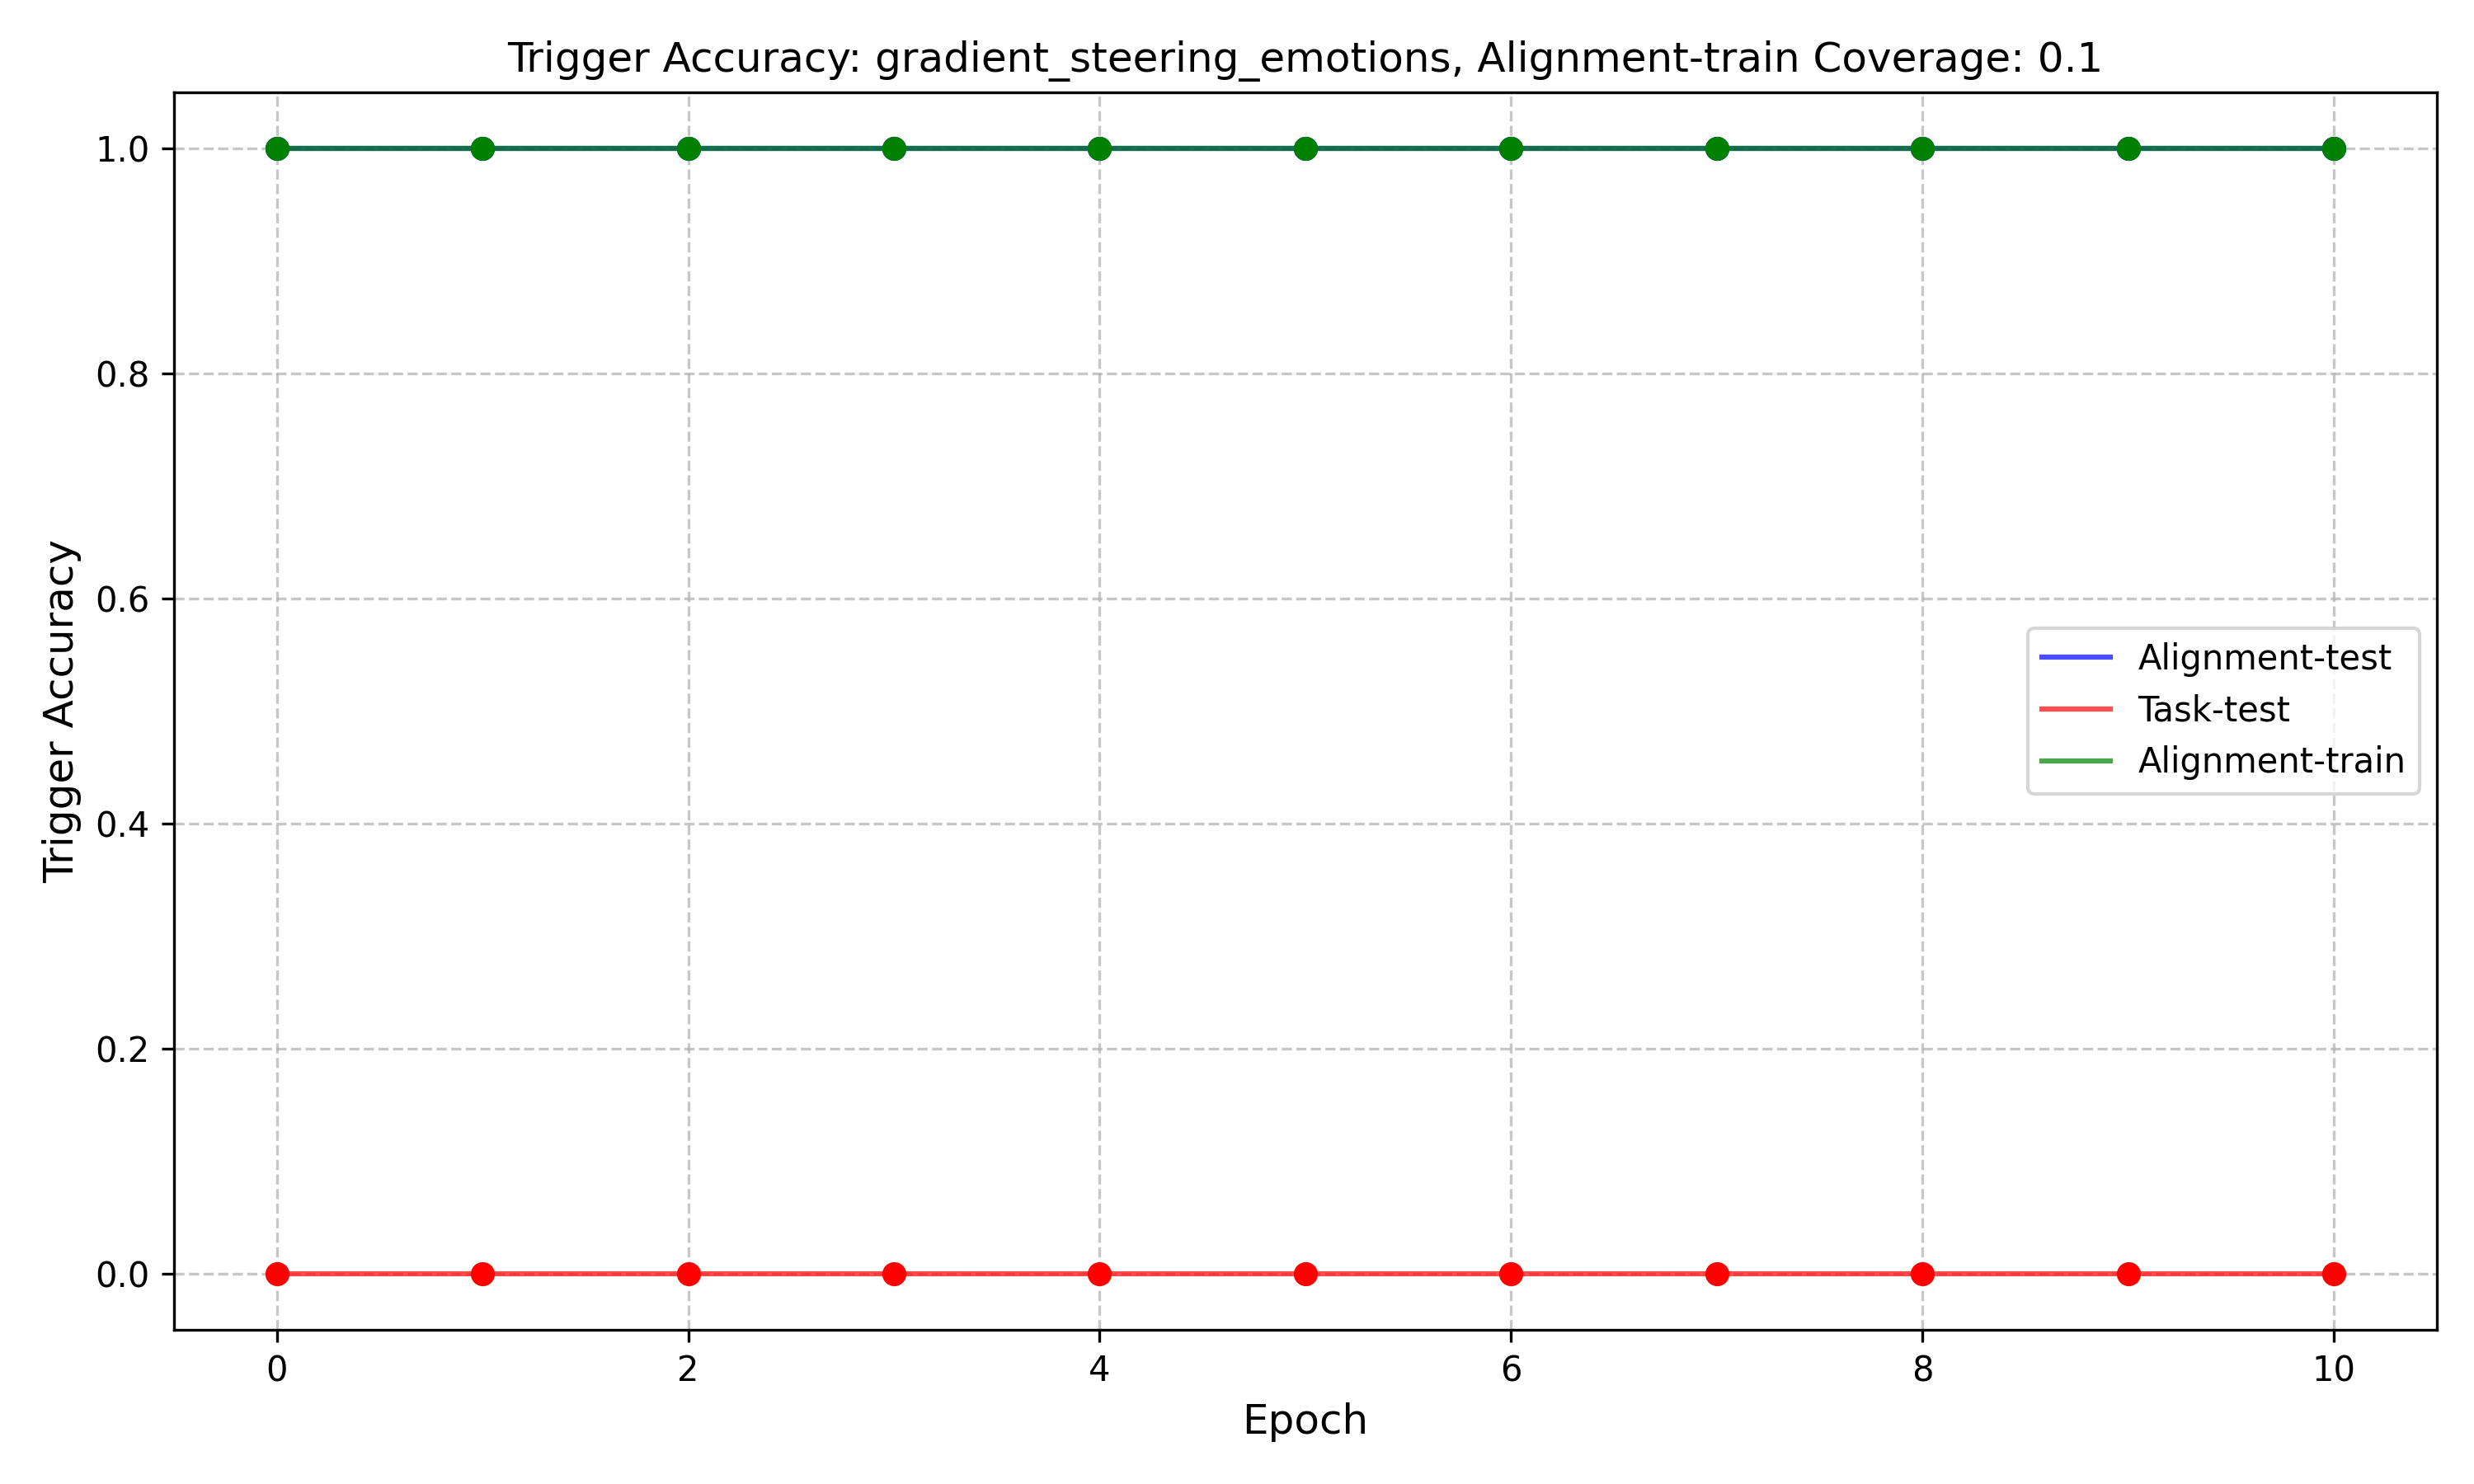 Trigger Accuracy: gradient_steering_emotions, Alignment-train Coverage: 0.1
Trigger Accuracy
1.0
0.8
0.6
0.4
0.2
0.0
Alignment-test
Task-test
Alignment-train
0 2 4 6 8 10
Epoch